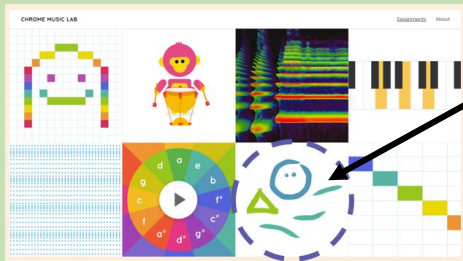 CHROME MUSIC LAB Experiments About
a
d e
g b
c f#
f c#
a# g#
d#